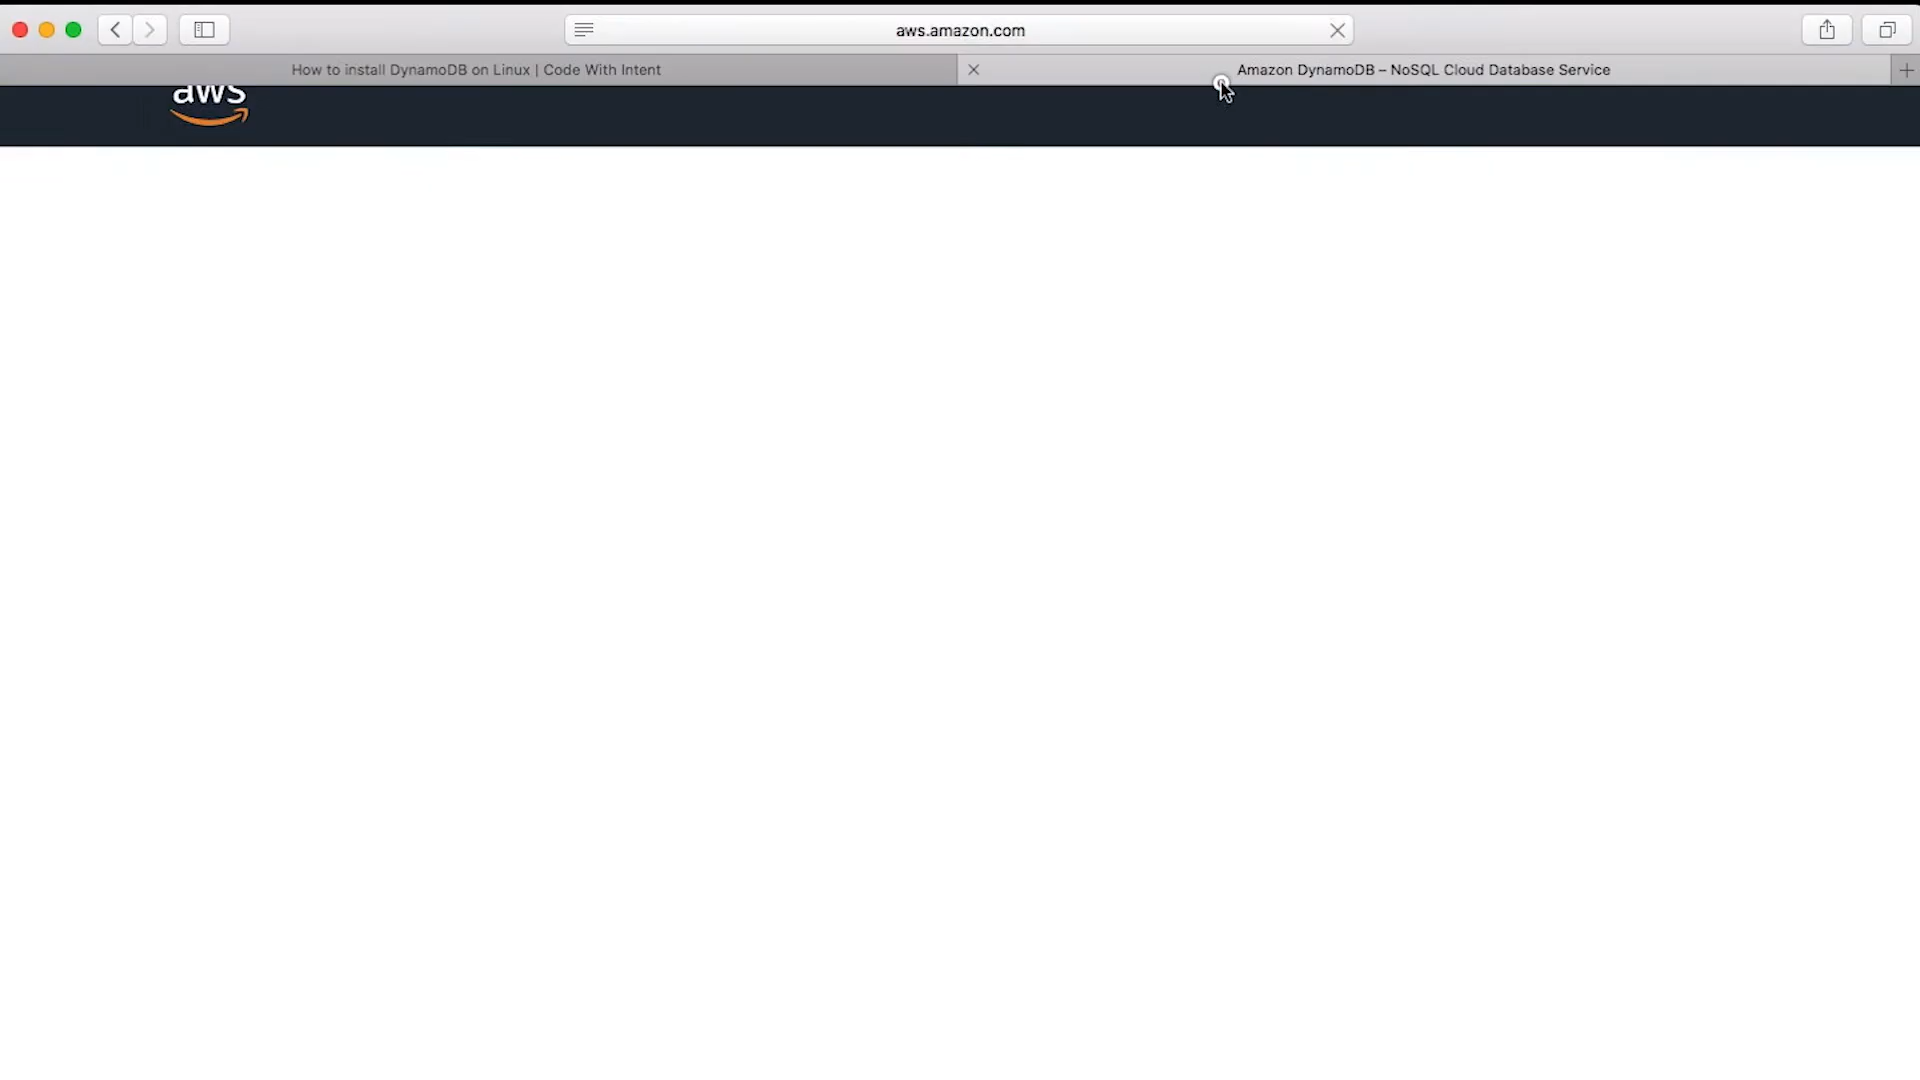 aws.amazon.com
How to install DynamoDB on Linux | Code With Intent
Amazon DynamoDB – NoSQL Cloud Database Service
aws